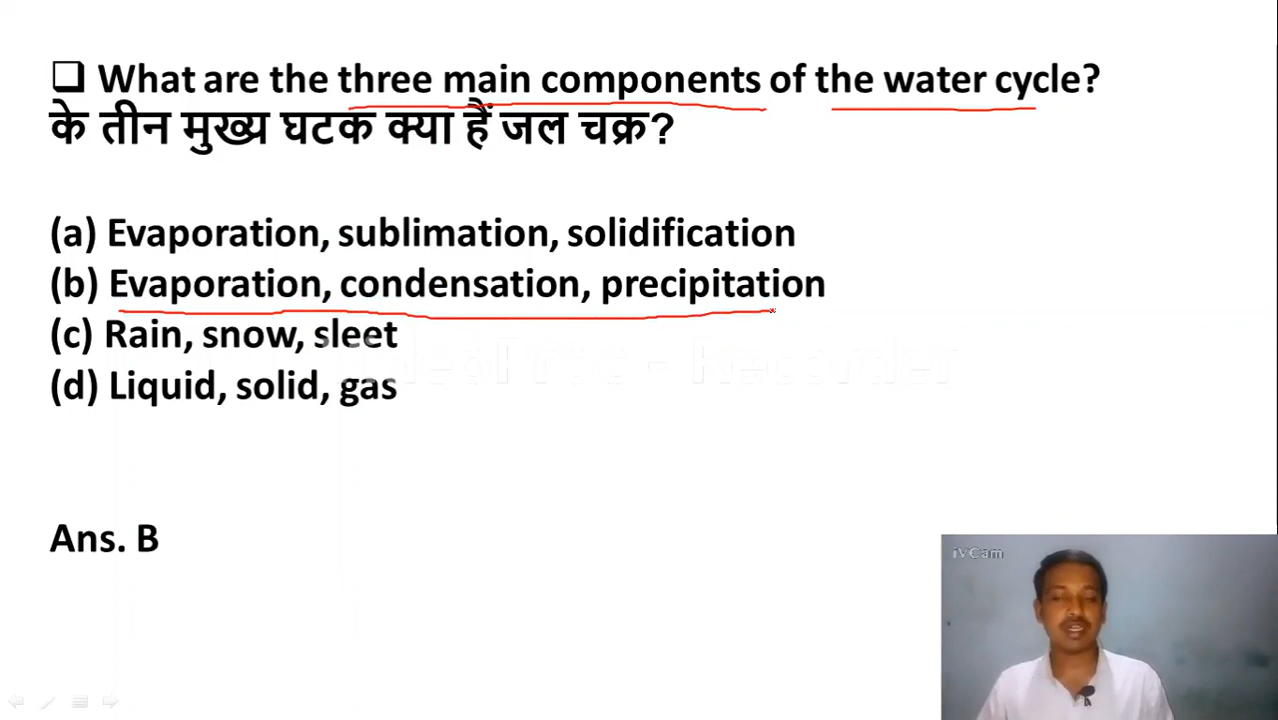 ❑ What are the three main components of the water cycle?
के तीन मुख्य घटक क्या हैं जल चक्र?
(a) Evaporation, sublimation, solidification
(b) Evaporation, condensation, precipitation
(c) Rain, snow, sleet
(d) Liquid, solid, gas
- Recorder
Ans. B
iVCam